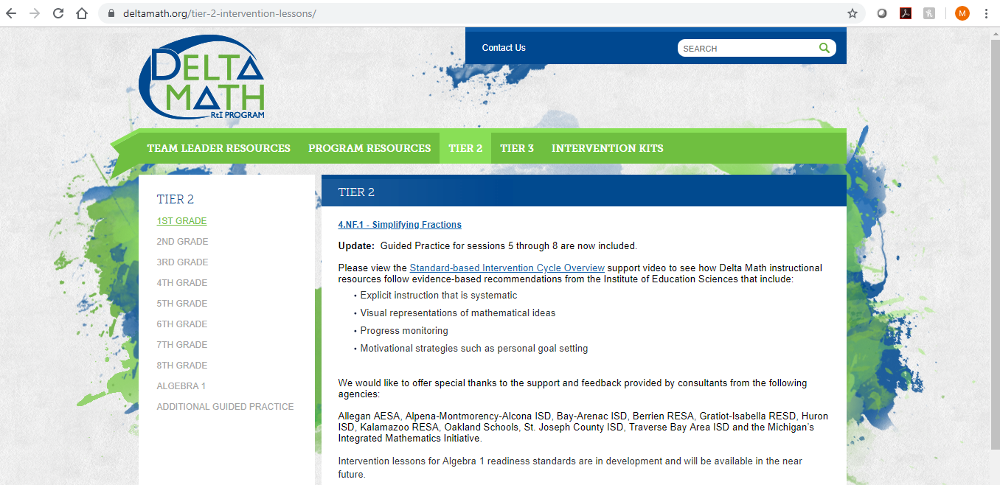 deltamath.org/tier-2-intervention-lessons/
M
Contact Us
SEARCH
DELTA
MATH
RtI PROGRAM
TEAM LEADER RESOURCES PROGRAM RESOURCES TIER 2 TIER 3 INTERVENTION KITS
TIER 2
1ST GRADE
2ND GRADE
3RD GRADE
4TH GRADE
5TH GRADE
6TH GRADE
7TH GRADE
8TH GRADE
ALGEBRA 1
ADDITIONAL GUIDED PRACTICE
TIER 2
4.NF.1 - Simplifying Fractions
Update: Guided Practice for sessions 5 through 8 are now included.
Please view the Standard-based Intervention Cycle Overview support video to see how Delta Math instructional
resources follow evidence-based recommendations from the Institute of Education Sciences that include:
• Explicit instruction that is systematic
• Visual representations of mathematical ideas
• Progress monitoring
• Motivational strategies such as personal goal setting
We would like to offer special thanks to the support and feedback provided by consultants from the following
agencies:
Allegan AESA, Alpena-Montmorency-Alcona ISD, Bay-Arenac ISD, Berrien RESA, Gratiot-Isabella RESD, Huron
ISD, Kalamazoo RESA, Oakland Schools, St. Joseph County ISD, Traverse Bay Area ISD and the Michigan's
Integrated Mathematics Initiative.
Intervention lessons for Algebra 1 readiness standards are in development and will be available in the near
future.